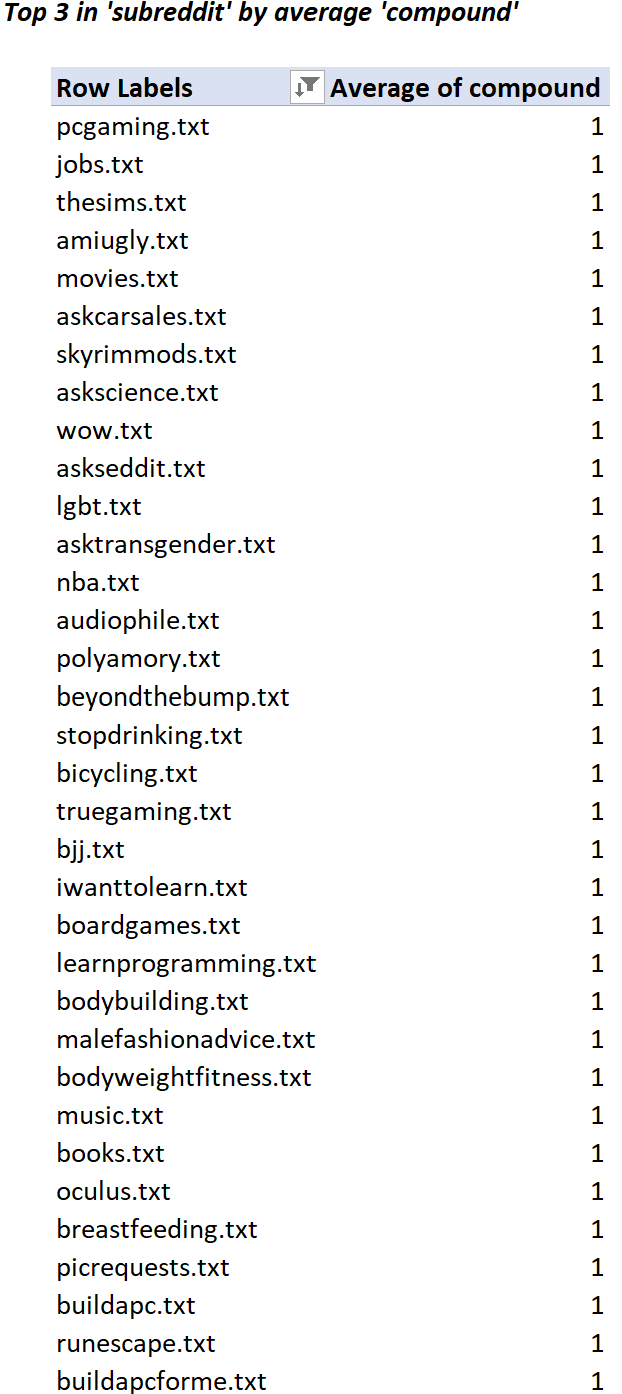 Top 3 in 'subreddit' by average 'compound'
Row Labels Average of compound
pcgaming.txt 1
jobs.txt 1
thesims.txt 1
amiugly.txt 1
movies.txt 1
askcarsales.txt 1
skyrimmods.txt 1
askscience.txt 1
wow.txt 1
askseddit.txt 1
lgbt.txt 1
asktransgender.txt 1
nba.txt 1
audiophile.txt 1
polyamory.txt 1
beyondthebump.txt 1
stopdrinking.txt 1
bicycling.txt 1
truegaming.txt 1
bjj.txt 1
iwanttolearn.txt 1
boardgames.txt 1
learnprogramming.txt 1
bodybuilding.txt 1
malefashionadvice.txt 1
bodyweightfitness.txt 1
music.txt 1
books.txt 1
oculus.txt 1
breastfeeding.txt 1
picrequests.txt 1
buildapc.txt 1
runescape.txt 1
buildapcforme.txt 1